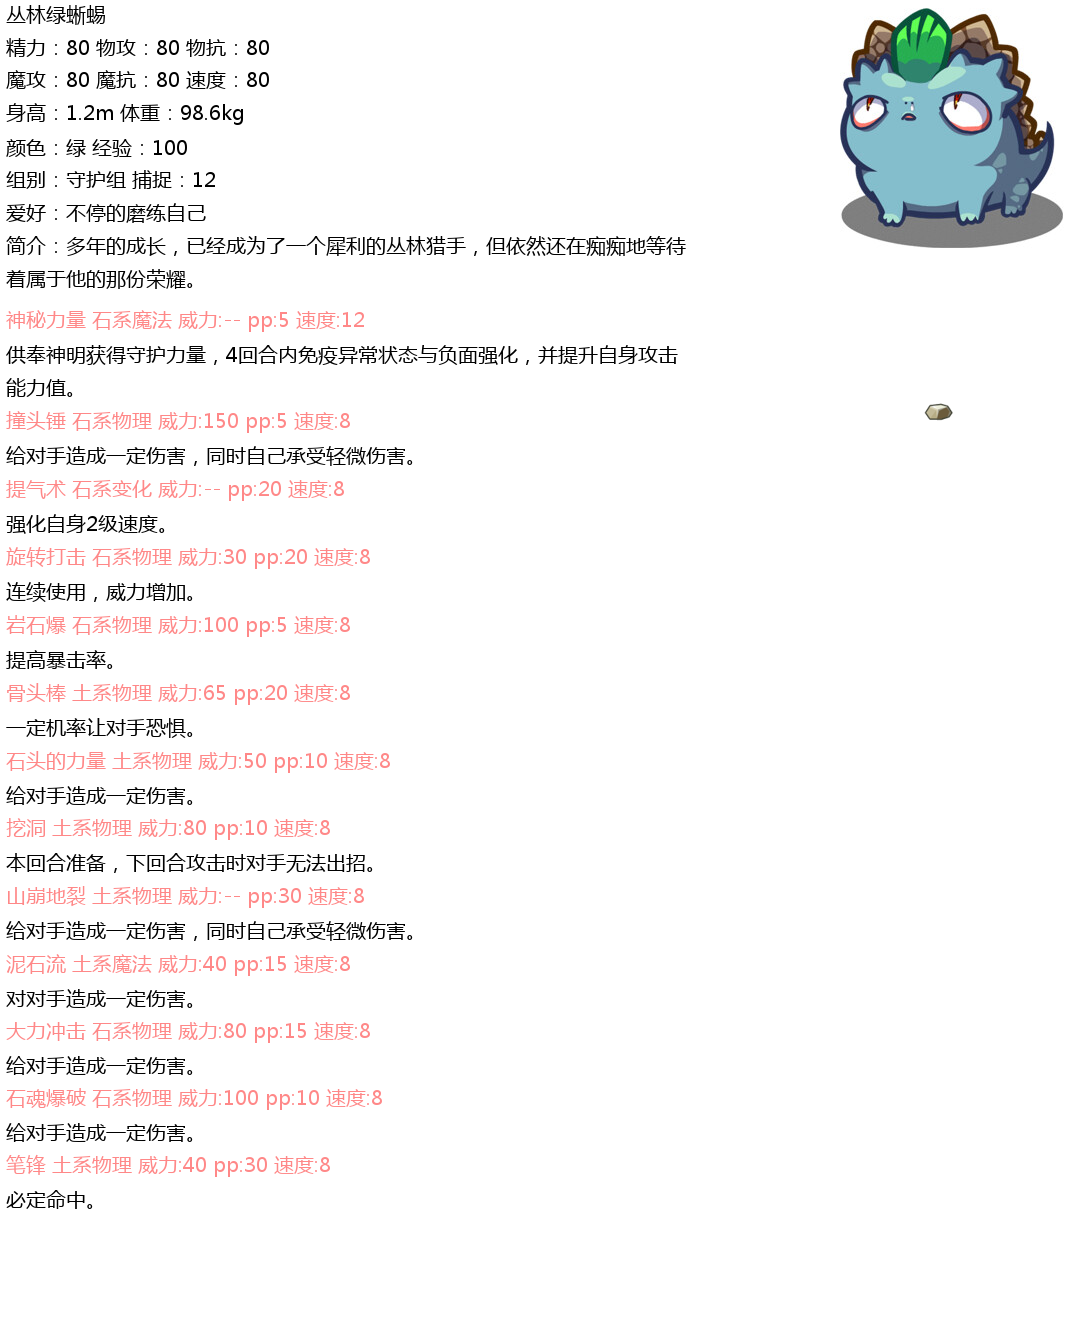 丛林绿蜥蜴
精力：80 物攻：80 物抗：80
魔攻：80 魔抗：80 速度：80
身高：1.2m 体重：98.6kg
颜色：绿 经验：100
组别：守护组 捕捉：12
爱好：不停的磨练自己
简介：多年的成长，已经成为了一个犀利的丛林猎手，但依然还在痴痴地等待
着属于他的那份荣耀。
神秘力量 石系魔法 威力:-- pp:5 速度:12
供奉神明获得守护力量，4回合内免疫异常状态与负面强化，并提升自身攻击
能力值。
撞头锤 石系物理 威力:150 pp:5 速度:8
给对手造成一定伤害，同时自己承受轻微伤害。
提气术 石系变化 威力:-- pp:20 速度:8
强化自身2级速度。
旋转打击 石系物理 威力:30 pp:20 速度:8
连续使用，威力增加。
岩石爆 石系物理 威力:100 pp:5 速度:8
提高暴击率。
骨头棒 土系物理 威力:65 pp:20 速度:8
一定机率让对手恐惧。
石头的力量 土系物理 威力:50 pp:10 速度:8
给对手造成一定伤害。
挖洞 土系物理 威力:80 pp:10 速度:8
本回合准备，下回合攻击时对手无法出招。
山崩地裂 土系物理 威力:-- pp:30 速度:8
给对手造成一定伤害，同时自己承受轻微伤害。
泥石流 土系魔法 威力:40 pp:15 速度:8
对对手造成一定伤害。
大力冲击 石系物理 威力:80 pp:15 速度:8
给对手造成一定伤害。
石魂爆破 石系物理 威力:100 pp:10 速度:8
给对手造成一定伤害。
笔锋 土系物理 威力:40 pp:30 速度:8
必定命中。